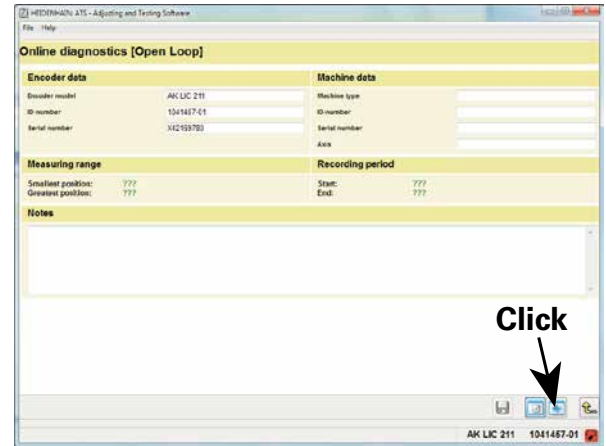 HEIDENHAIN ATS - Adjusting and Testing Software
File Help
Online diagnostics [Open Loop]
Encoder data
Machine data
Encoder model AK LIC 211
Machine type
ID number 1041457-01
ID number
Serial number
Serial number
Axis
Measuring range
Recording period
Smallest position: ???
Start: ???
Greatest position: ???
End: ???
Notes
Click
AK LIC 211 1041457-01